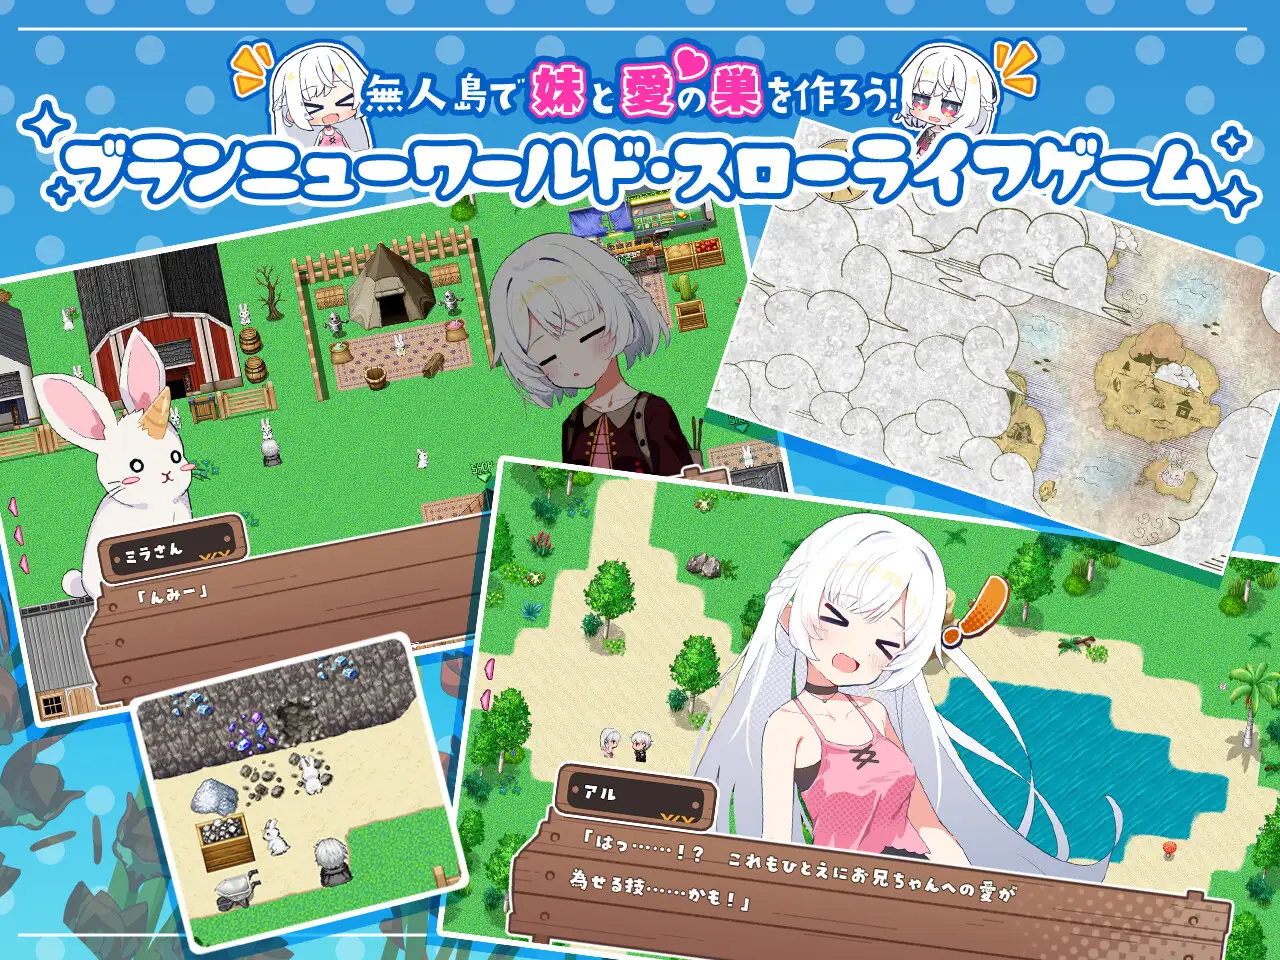 無人島で妹と愛の巣を作ろう!
ブランニューワールド・スローライフゲーム
ミラさん
「んみー」
アル
「はっ……！？　これもひとえにお兄ちゃんへの愛が
為せる技……かも！」